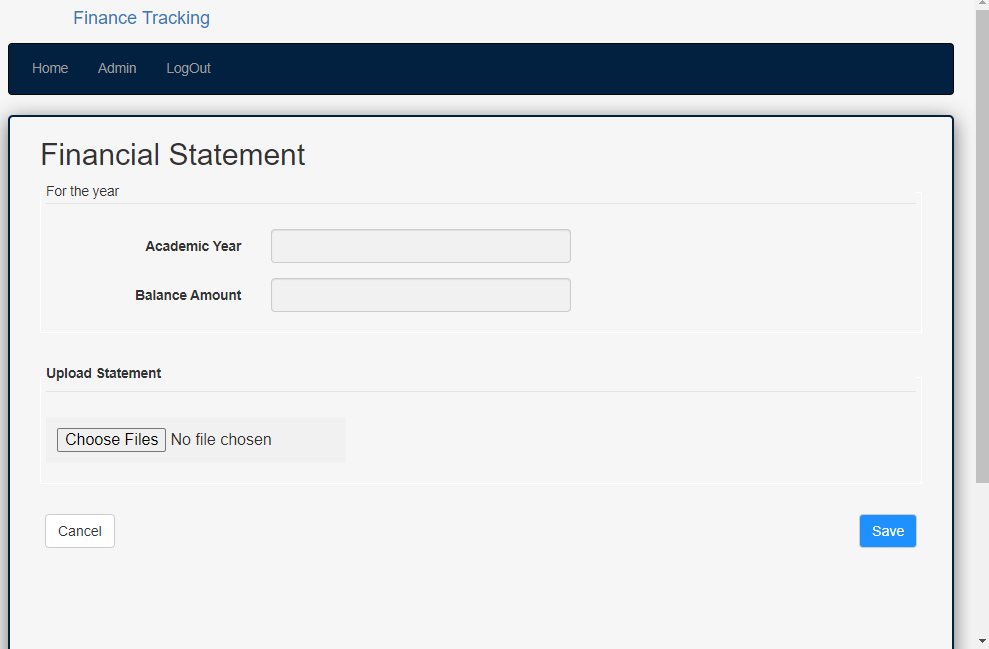 Finance Tracking
Home Admin LogOut
Financial Statement
For the year
Academic Year
Balance Amount
Upload Statement
Choose Files No file chosen
Cancel Save